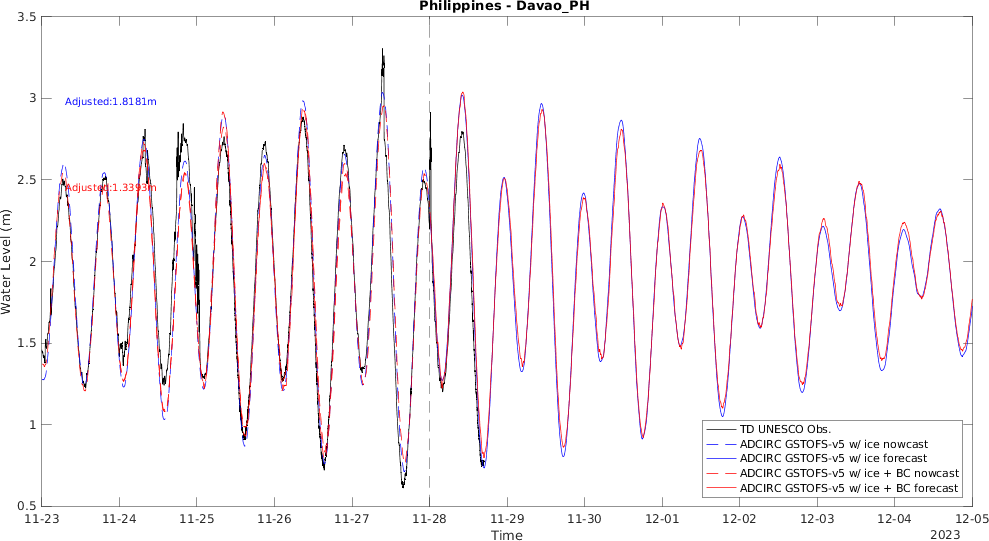 Philippines - Davao_PH
3.5
3
2.5
2
1.5
1
0.5
Water Level (m)
Adjusted:1.8181m
Adjusted:1.3393m
TD UNESCO Obs.
ADCIRC GSTOFS-v5 w/ ice nowcast
ADCIRC GSTOFS-v5 w/ ice forecast
ADCIRC GSTOFS-v5 w/ ice + BC nowcast
ADCIRC GSTOFS-v5 w/ ice + BC forecast
11-23 11-24 11-25 11-26 11-27 11-28 11-29 11-30 12-01 12-02 12-03 12-04 12-05
Time
2023